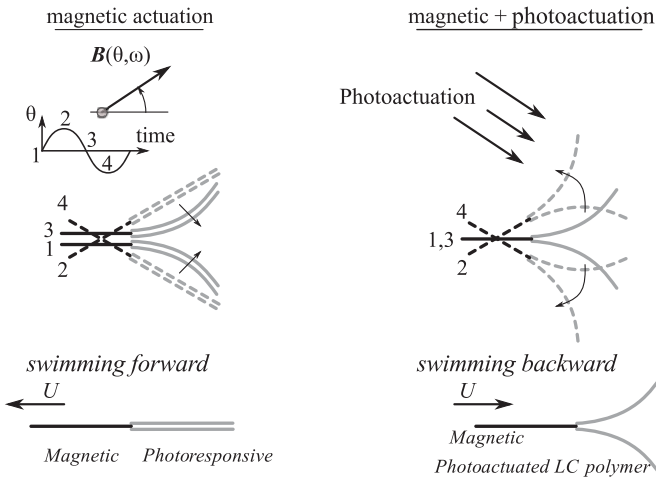 magnetic actuation
B(θ,ω)
θ
2
3
time
1
4
4
3
1
2
swimming forward
U
Magnetic
Photoresponsive
magnetic + photoactuation
Photoactuation
4
1,3
2
swimming backward
U
Magnetic
Photoactuated LC polymer